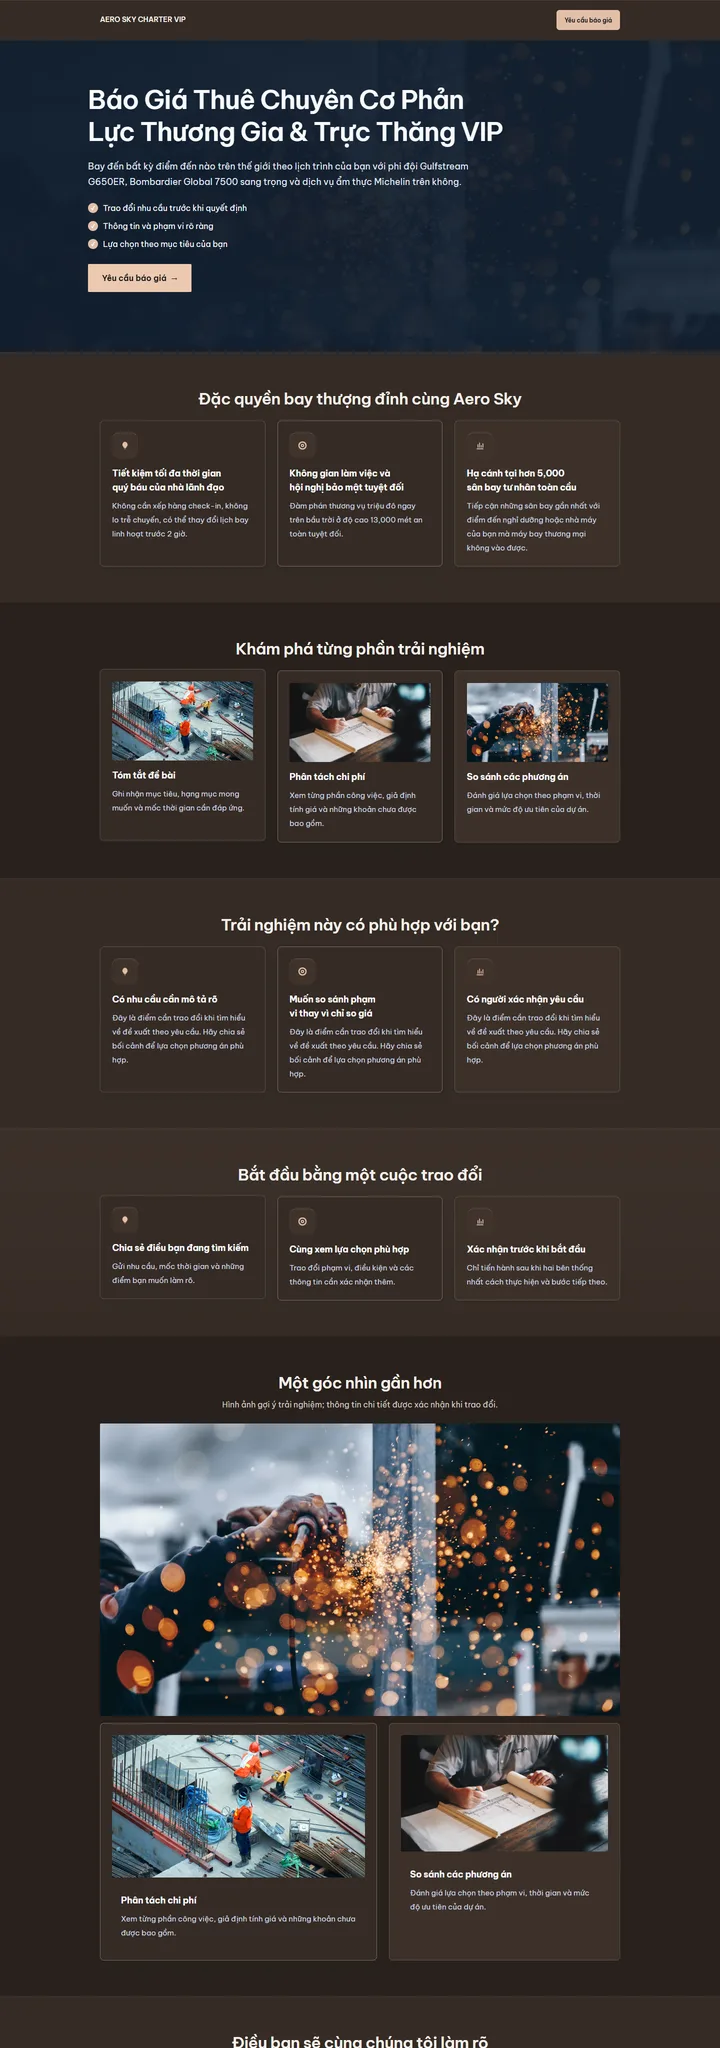 AERO SKY CHARTER VIP
Yêu cầu báo giá
Báo Giá Thuê Chuyên Cơ Phản
Lực Thương Gia & Trực Thăng VIP
Bay đến bất kỳ điểm đến nào trên thế giới theo lịch trình của bạn với phi đội Gulfstream
G650ER, Bombardier Global 7500 sang trọng và dịch vụ ẩm thực Michelin trên không.
Trao đổi nhu cầu trước khi quyết định
Thông tin và phạm vi rõ ràng
Lựa chọn theo mục tiêu của bạn
Yêu cầu báo giá →
Đặc quyền bay thượng đỉnh cùng Aero Sky
Tiết kiệm tối đa thời gian
quý báu của nhà lãnh đạo
Không cần xếp hàng check-in, không
lo trễ chuyến, có thể thay đổi lịch bay
linh hoạt trước 2 giờ.
Không gian làm việc và
hội nghị bảo mật tuyệt đối
Đàm phán thương vụ triệu đô ngay
trên bầu trời ở độ cao 13,000 mét an
toàn tuyệt đối.
Hạ cánh tại hơn 5,000
sân bay tư nhân toàn cầu
Tiếp cận những sân bay gần nhất với
điểm đến nghỉ dưỡng hoặc nhà máy
của bạn mà máy bay thương mại
không vào được.
Khám phá từng phần trải nghiệm
Tóm tắt đề bài
Ghi nhận mục tiêu, hạng mục mong
muốn và mốc thời gian cần đáp ứng.
Phân tách chi phí
Xem từng phần công việc, giả định
tính giá và những khoản chưa được
bao gồm.
So sánh các phương án
Đánh giá lựa chọn theo phạm vi, thời
gian và mức độ ưu tiên của dự án.
Trải nghiệm này có phù hợp với bạn?
Có nhu cầu cần mô tả rõ
Đây là điểm cần trao đổi khi tìm hiểu
về đề xuất theo yêu cầu. Hãy chia sẻ
bối cảnh để lựa chọn phương án phù
hợp.
Muốn so sánh phạm
vi thay vì chỉ so giá
Đây là điểm cần trao đổi khi tìm hiểu
về đề xuất theo yêu cầu. Hãy chia sẻ
bối cảnh để lựa chọn phương án phù
hợp.
Có người xác nhận yêu cầu
Đây là điểm cần trao đổi khi tìm hiểu
về đề xuất theo yêu cầu. Hãy chia sẻ
bối cảnh để lựa chọn phương án phù
hợp.
Bắt đầu bằng một cuộc trao đổi
Chia sẻ điều bạn đang tìm kiếm
Gửi nhu cầu, mốc thời gian và những
điểm bạn muốn làm rõ.
Cùng xem lựa chọn phù hợp
Trao đổi phạm vi, điều kiện và các
thông tin cần xác nhận thêm.
Xác nhận trước khi bắt đầu
Chỉ tiến hành sau khi hai bên thống
nhất cách thực hiện và bước tiếp theo.
Một góc nhìn gần hơn
Hình ảnh gợi ý trải nghiệm; thông tin chi tiết được xác nhận khi trao đổi.
Phân tách chi phí
Xem từng phần công việc, giả định tính giá và những khoản chưa
được bao gồm.
So sánh các phương án
Đánh giá lựa chọn theo phạm vi, thời gian và mức
độ ưu tiên của dự án.
Điều bạn sẽ cùng chúng tôi làm rõ